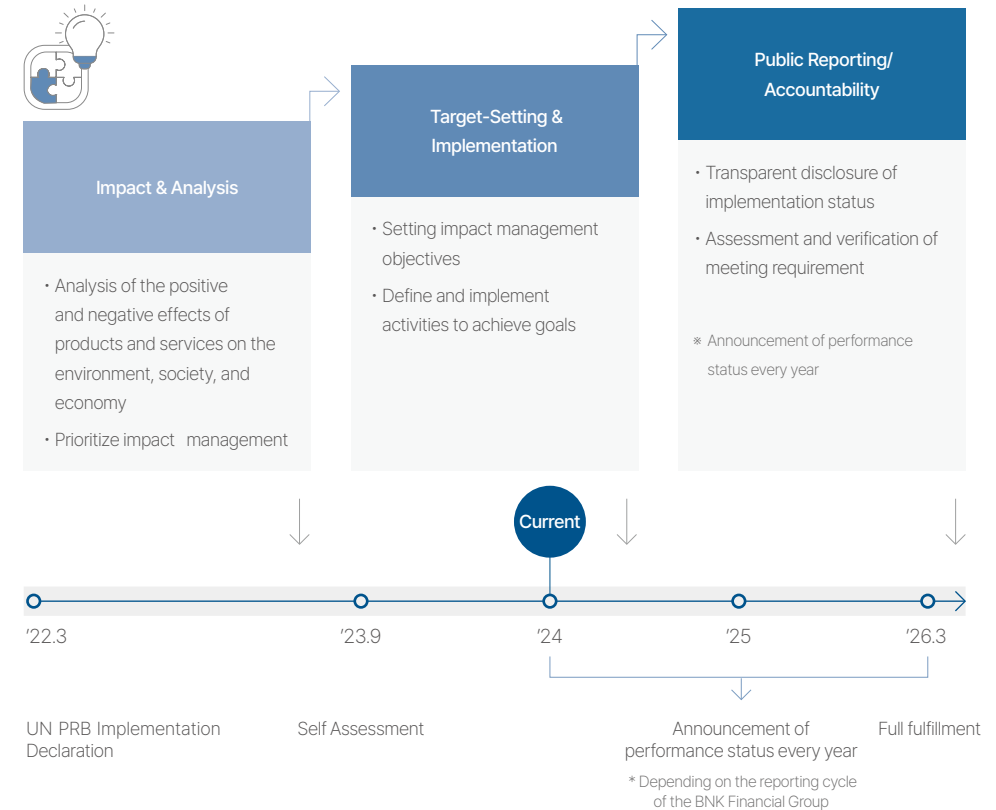 Impact & Analysis
・Analysis of the positive
and negative effects of
products and services on the
environment, society, and
economy
・Prioritize impact management
Target-Setting &
Implementation
・Setting impact management
objectives
・Define and implement
activities to achieve goals
Public Reporting/
Accountability
・Transparent disclosure of
implementation status
・Assessment and verification of
meeting requirement
※ Announcement of performance
status every year
Current
’22.3
’23.9
’24
’25
’26.3
UN PRB Implementation
Declaration
Self Assessment
Announcement of
performance status every year
* Depending on the reporting cycle
of the BNK Financial Group
Full fulfillment